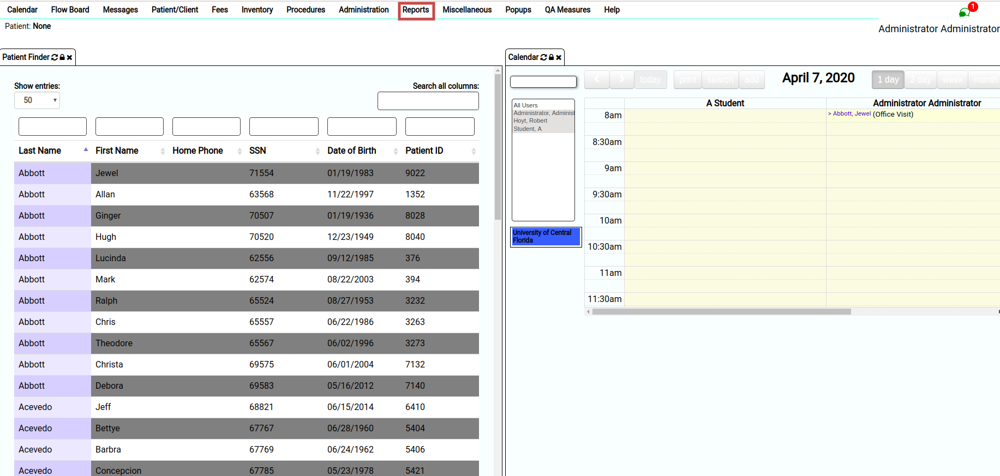 Calendar Flow Board Messages Patient/Client Fees Inventory Procedures Administration Reports Miscellaneous Popups QA Measures Help 1
Patient: None
Administrator Administrator
Patient Finder
Show entries:
50
Search all columns:
Last Name First Name Home Phone SSN Date of Birth Patient ID
Abbott Jewel 71554 01/19/1983 9022
Abbott Allan 63568 11/22/1997 1352
Abbott Ginger 70507 01/19/1936 8028
Abbott Hugh 70520 12/23/1949 8040
Abbott Lucinda 62556 09/12/1985 376
Abbott Mark 62574 08/22/2003 394
Abbott Ralph 65524 08/27/1953 3232
Abbott Chris 65557 06/22/1986 3263
Abbott Theodore 65567 06/02/1996 3273
Abbott Christa 69575 06/01/2004 7132
Abbott Debora 69583 05/16/2012 7140
Acevedo Jeff 68821 06/15/2014 6410
Acevedo Bettye 67767 06/28/1960 5404
Acevedo Barbra 67769 06/24/1962 5406
Acevedo Concepcion 67785 05/23/1978 5421
Calendar
today print search add April 7, 2020 1 day 2 day week month
All Users
Administrator, Administ
Hoyt, Robert
Student, A
University of Central
Florida
A Student Administrator Administrator
8am > Abbott, Jewel (Office Visit)
8:30am
9am
9:30am
10am
10:30am
11am
11:30am